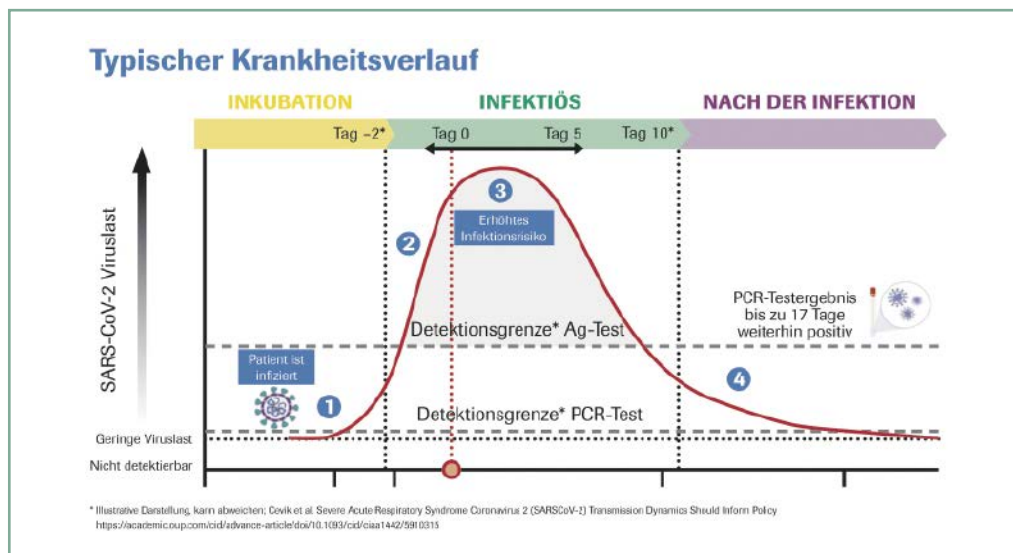 Typischer Krankheitsverlauf
INKUBATION
INFEKTIÖS
NACH DER INFEKTION
Tag –2*
Tag 0
Tag 5
Tag 10*
SARS-CoV-2 Viruslast
3
Erhöhtes
Infektionsrisiko
2
PCR-Testergebnis
bis zu 17 Tage
weiterhin positiv
Detektionsgrenze* Ag-Test
Patient ist
infiziert
1
4
Detektionsgrenze* PCR-Test
Geringe Viruslast
Nicht detektierbar
* Illustrative Darstellung, kann abweichen; Cevik et al. Severe Acute Respiratory Syndrome Coronavirus 2 (SARSCoV-2) Transmission Dynamics Should Inform Policy
https://academic.oup.com/cid/advance-article/doi/10.1093/cid/ciaa1442/5910315